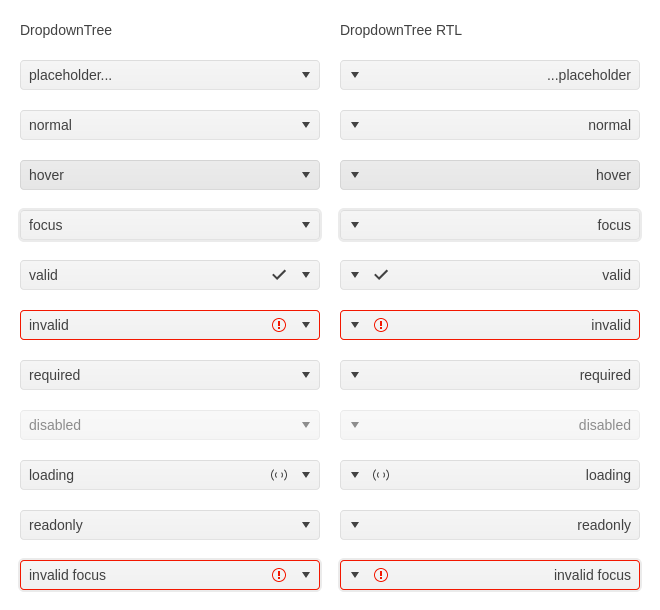 DropdownTree
DropdownTree RTL
placeholder...
...placeholder
normal
normal
hover
hover
focus
focus
valid
valid
invalid
invalid
required
required
disabled
disabled
loading
loading
readonly
readonly
invalid focus
invalid focus